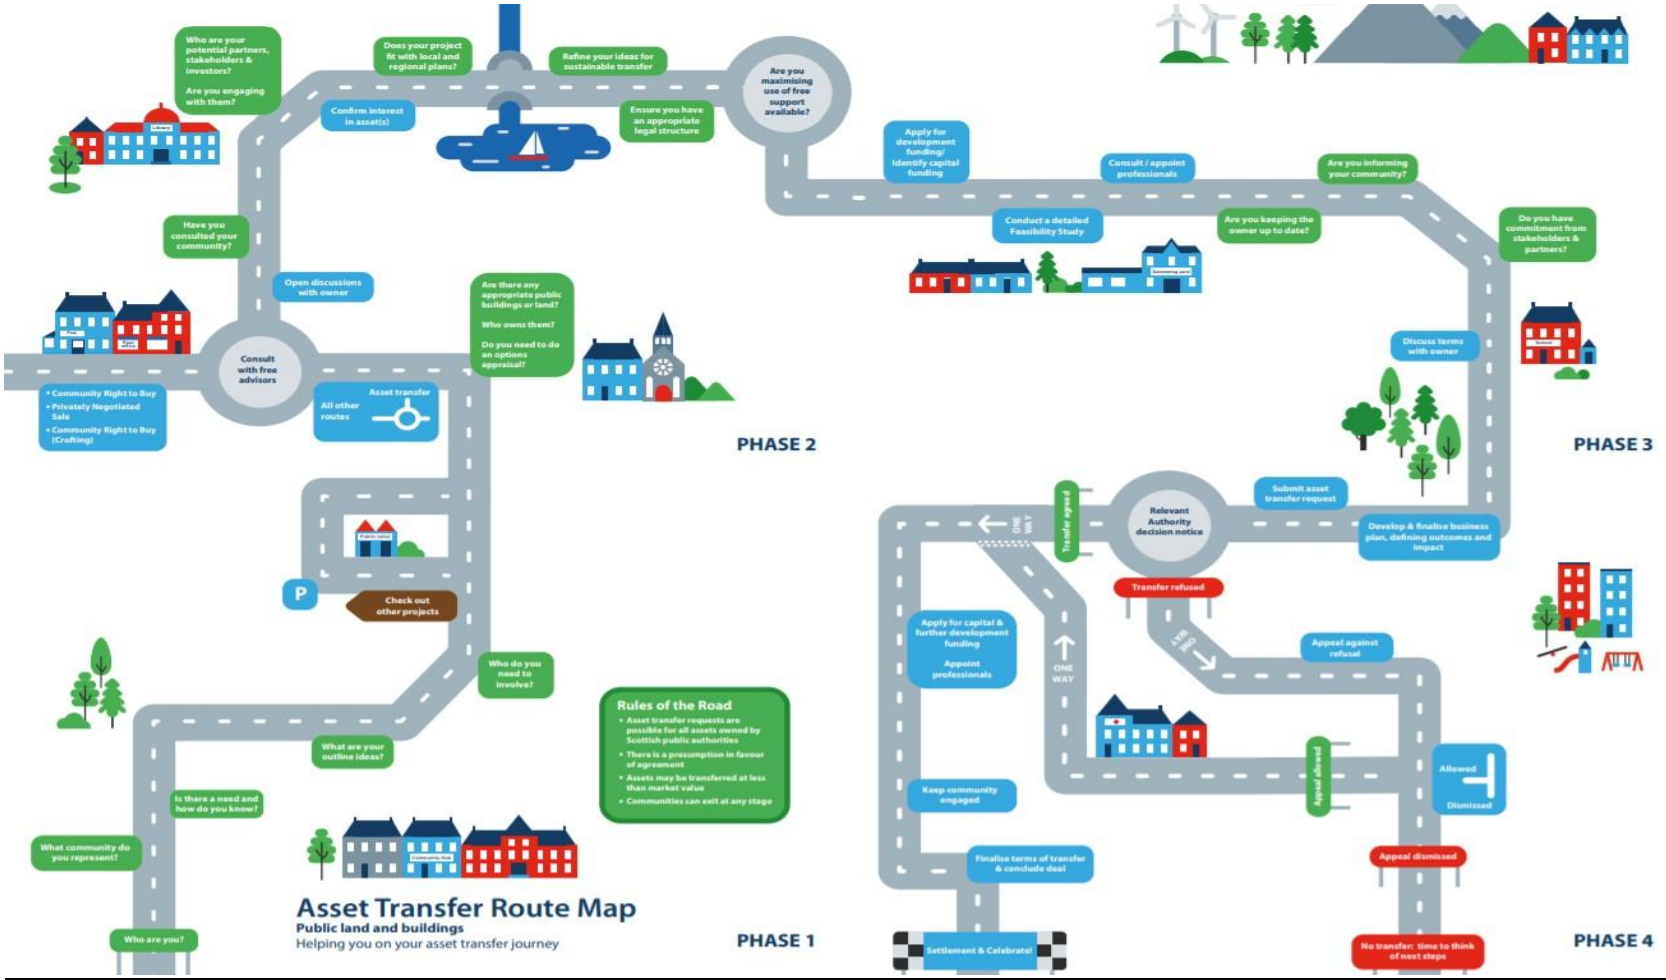 Who are your
potential partners,
stakeholders &
investors?
Are you engaging
with them?
Does your project
fit with local and
regional plans?
Refine your ideas for
sustainable transfer
Confirm interest
in asset(s)
Ensure you have
an appropriate
legal structure
Are you
maximising
use of free
support
available?
Library
Have you
consulted your
community?
Open discussions
with owner
Consult
with free
advisors
Post
office
• Community Right to Buy
• Privately Negotiated
Sale
• Community Right to Buy
(Crofting)
Asset transfer
All other
routes
Are there any
appropriate public
buildings or land?
Who owns them?
Do you need to do
an options
appraisal?
PHASE 2
Apply for
development
funding/
Identify capital
funding
Consult / appoint
professionals
Are you informing
your community?
Conduct a detailed
Feasibility Study
Are you keeping the
owner up to date?
Do you have
commitment from
stakeholders &
partners?
Swimming pool
School
Discuss terms
with owner
PHASE 3
Public toilet
P
Check out
other projects
Who do you
need to
involve?
What are your
outline ideas?
Is there a need and
how do you know?
What community do
you represent?
Who are you?
Rules of the Road
• Asset transfer requests are
possible for all assets owned by
Scottish public authorities
• There is a presumption in favour
of agreement
• Assets may be transferred at less
than market value
• Communities can exit at any stage
Community Hub
Asset Transfer Route Map
Public land and buildings
Helping you on your asset transfer journey
PHASE 1
Submit asset
transfer request
Develop & finalise business
plan, defining outcomes and
impact
Relevant
Authority
decision notice
Transfer agreed
ONE
WAY
Transfer refused
ONE
WAY
Appeal against
refusal
Apply for capital &
further development
funding
Appoint
professionals
ONE
WAY
Appeal allowed
Allowed
Dismissed
Keep community
engaged
Finalise terms of transfer
& conclude deal
Appeal dismissed
Settlement & Celebrate!
No transfer: time to think
of next steps
PHASE 4